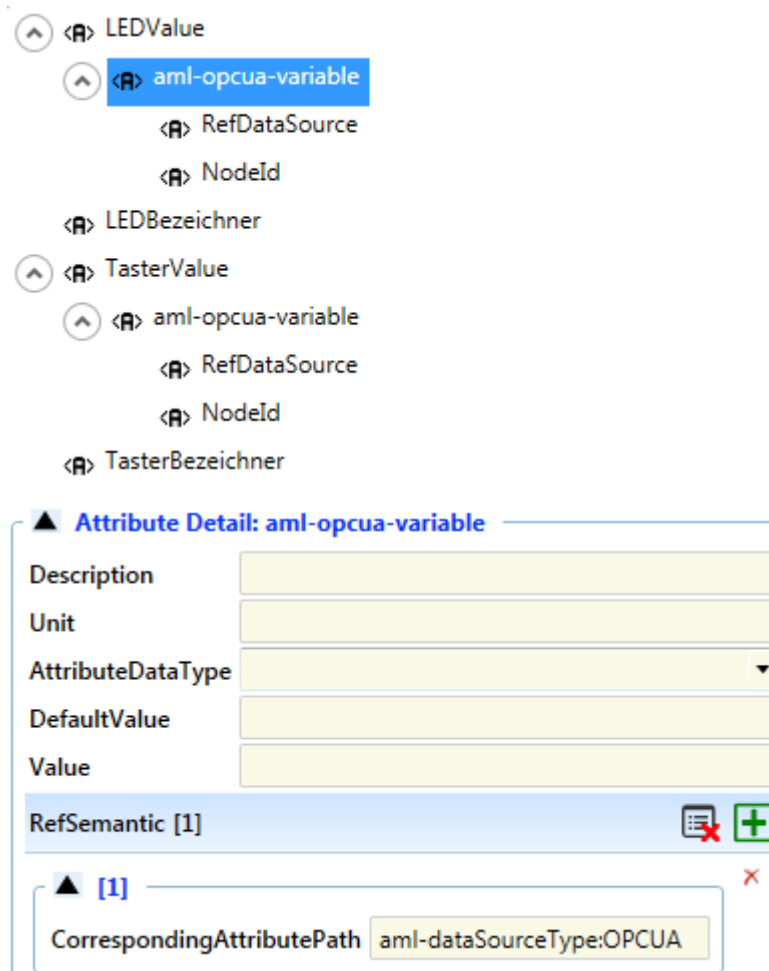 LEDValue
aml-opcua-variable
RefDataSource
NodeId
LEDBezeichner
TasterValue
aml-opcua-variable
RefDataSource
NodeId
TasterBezeichner
Attribute Detail: aml-opcua-variable
Description
Unit
AttributeDataType
DefaultValue
Value
RefSemantic [1]
[1]
CorrespondingAttributePath aml-dataSourceType:OPCUA